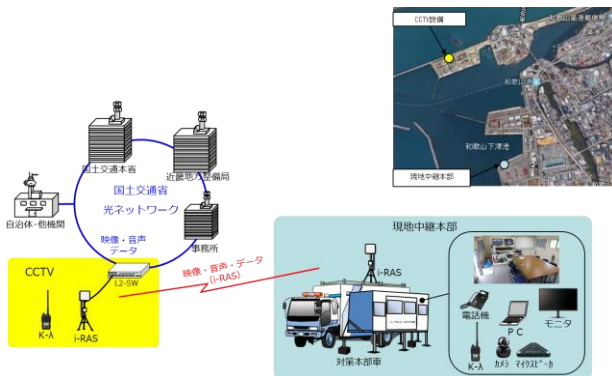 CCTV設備
和歌山港
和歌山下津港
現地中継本部
国土交通本省
近畿地方整備局
国土交通省
光ネットワーク
自治体・他機関
事務所
映像・音声
データ
L2-SW
CCTV
K-λ
i-RAS
映像・音声・データ
(i-RAS)
現地中継本部
i-RAS
対策本部車
電話機
ＰＣ
モニタ
K-λ
カメラ
マイクスピーカ